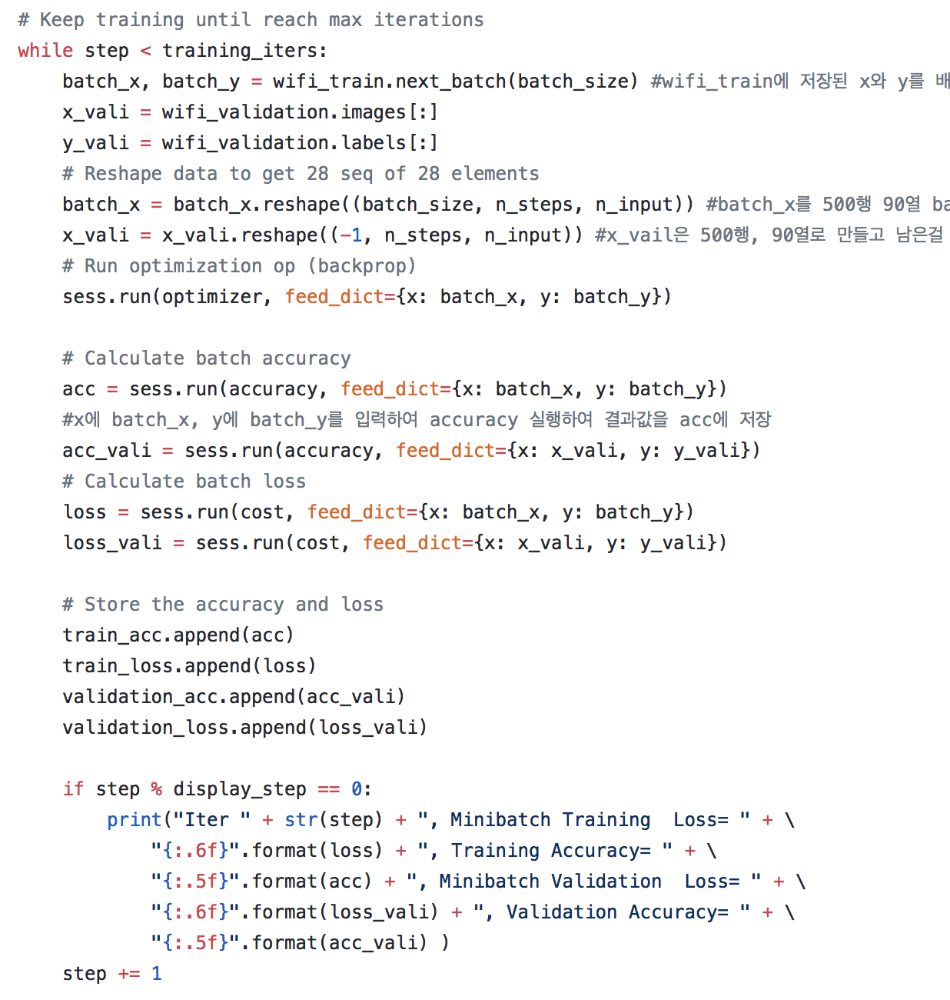 # Keep training until reach max iterations
while step < training_iters:
    batch_x, batch_y = wifi_train.next_batch(batch_size) #wifi_train에 저장된 x와 y를 배
    x_vali = wifi_validation.images[:]
    y_vali = wifi_validation.labels[:]
    # Reshape data to get 28 seq of 28 elements
    batch_x = batch_x.reshape((batch_size, n_steps, n_input)) #batch_x를 500행 90열 ba
    x_vali = x_vali.reshape((-1, n_steps, n_input)) #x_vail은 500행, 90열로 만들고 남은걸
    # Run optimization op (backprop)
    sess.run(optimizer, feed_dict={x: batch_x, y: batch_y})

    # Calculate batch accuracy
    acc = sess.run(accuracy, feed_dict={x: batch_x, y: batch_y})
    #x에 batch_x, y에 batch_y를 입력하여 accuracy 실행하여 결과값을 acc에 저장
    acc_vali = sess.run(accuracy, feed_dict={x: x_vali, y: y_vali})
    # Calculate batch loss
    loss = sess.run(cost, feed_dict={x: batch_x, y: batch_y})
    loss_vali = sess.run(cost, feed_dict={x: x_vali, y: y_vali})

    # Store the accuracy and loss
    train_acc.append(acc)
    train_loss.append(loss)
    validation_acc.append(acc_vali)
    validation_loss.append(loss_vali)

    if step % display_step == 0:
        print("Iter " + str(step) + ", Minibatch Training  Loss= " + \
            "{:.6f}".format(loss) + ", Training Accuracy= " + \
            "{:.5f}".format(acc) + ", Minibatch Validation  Loss= " + \
            "{:.6f}".format(loss_vali) + ", Validation Accuracy= " + \
            "{:.5f}".format(acc_vali) )
    step += 1